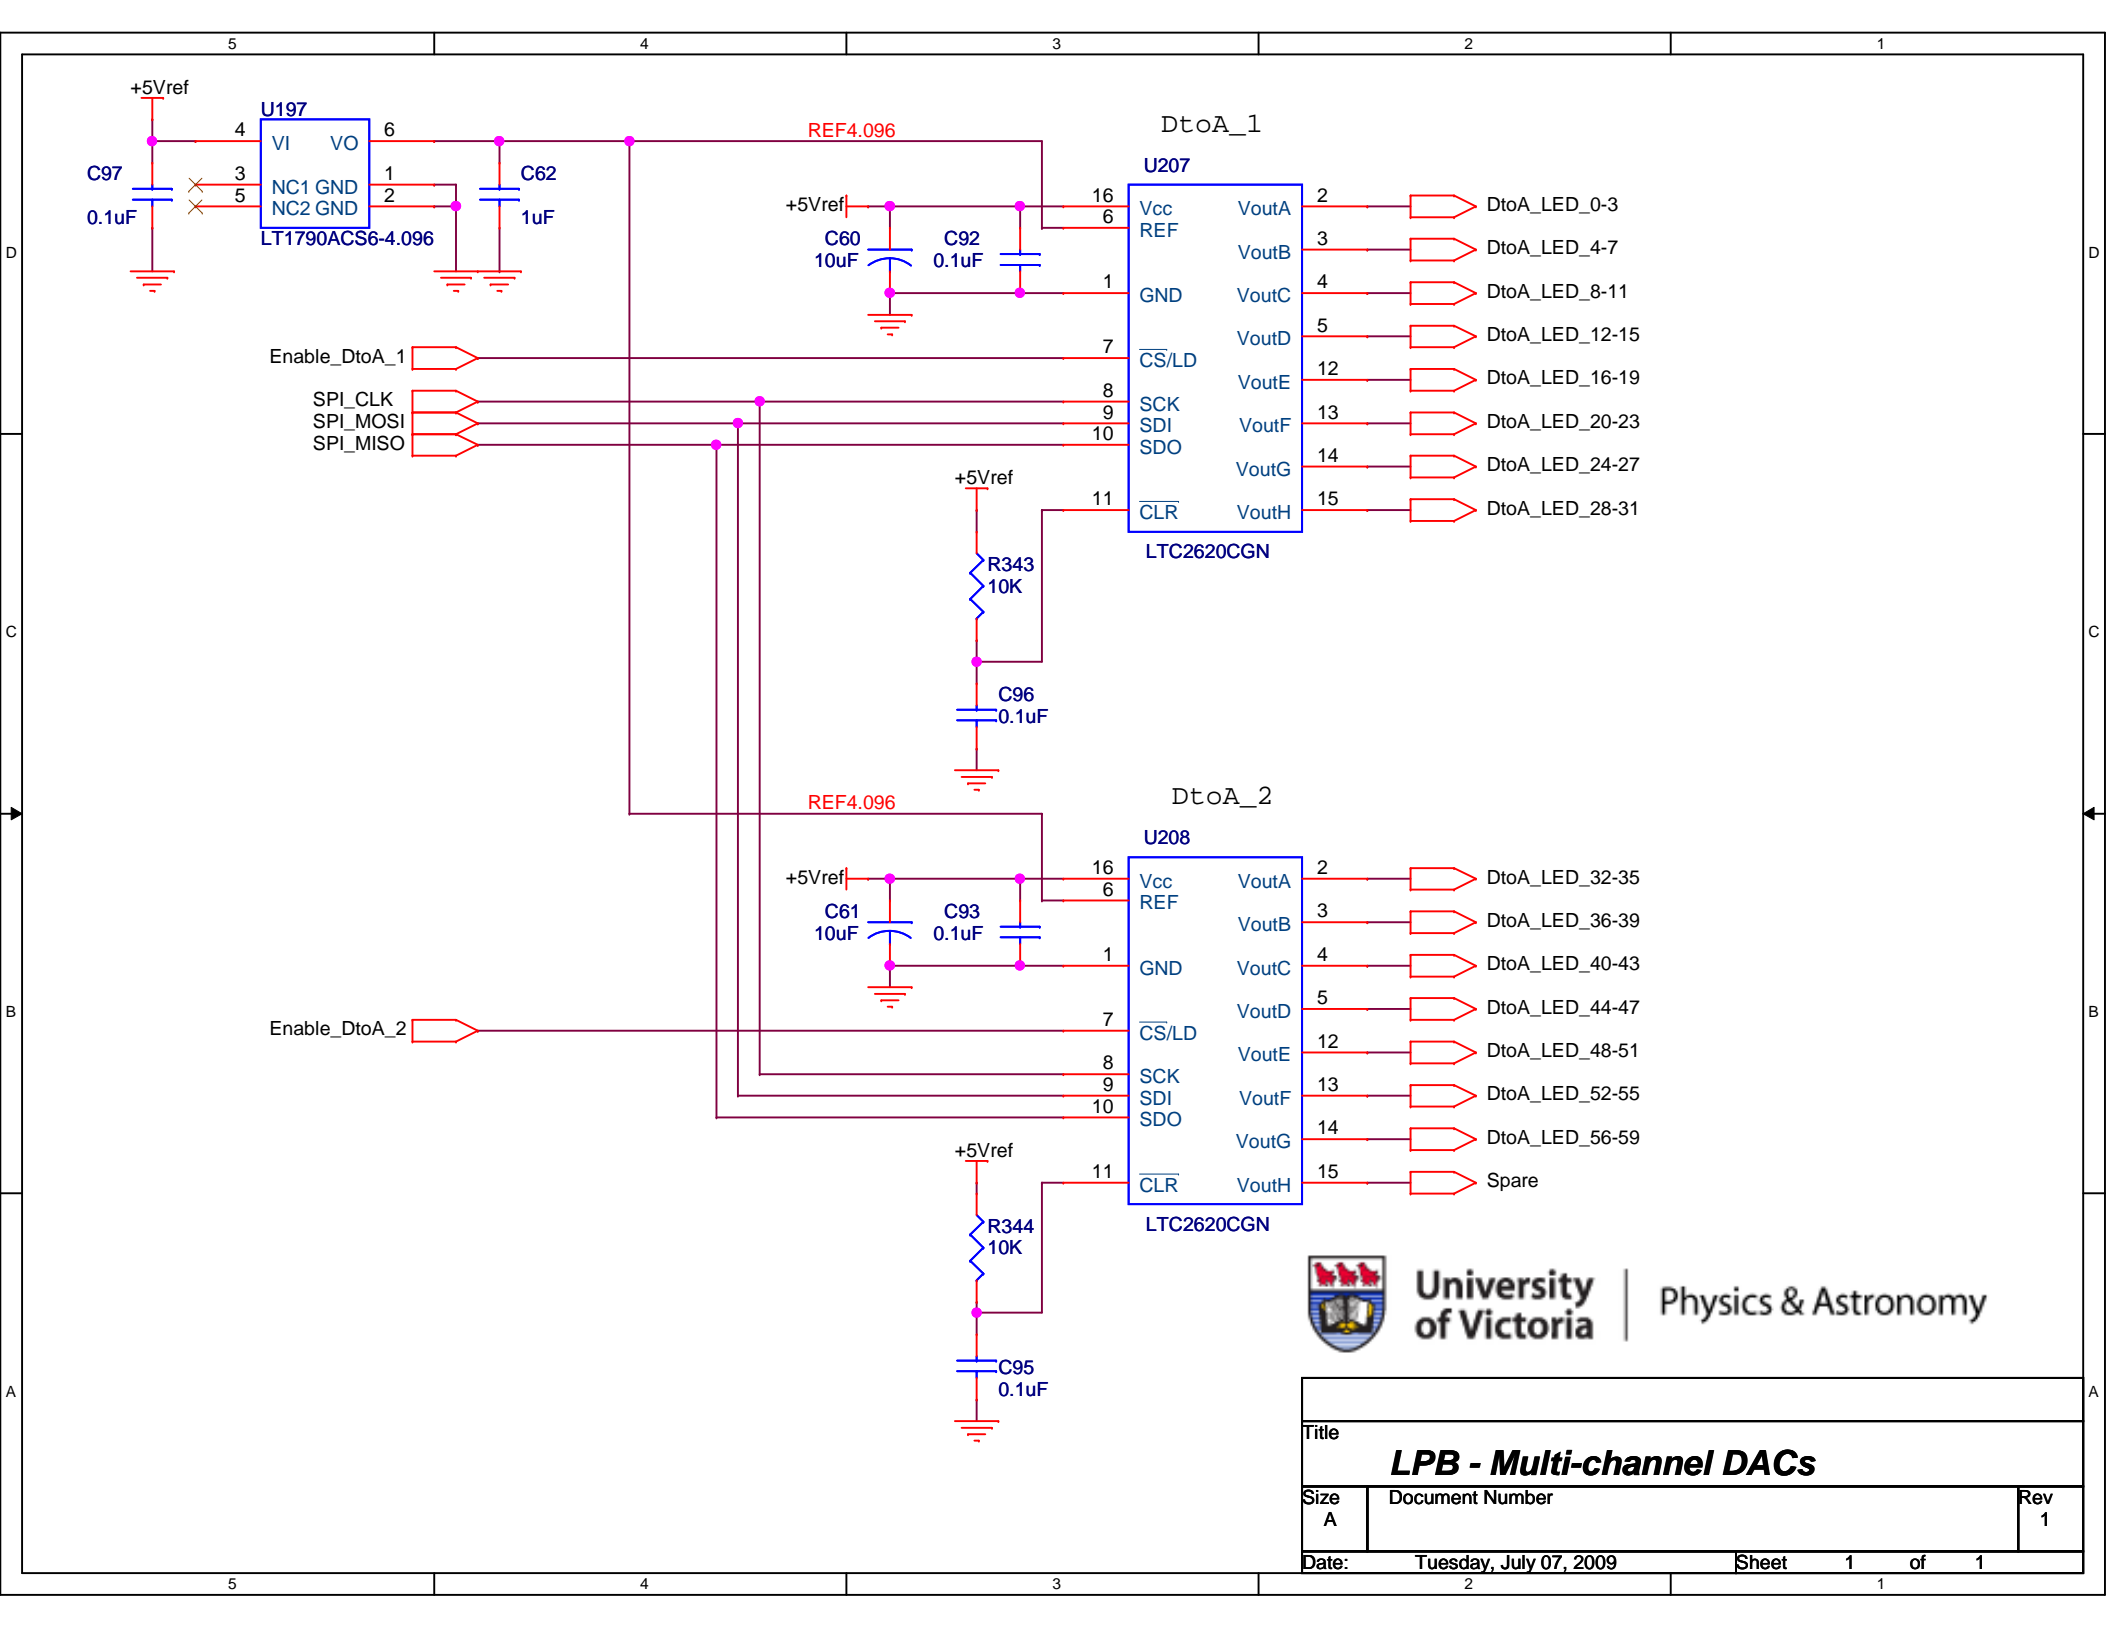 5 4 3 2 1
+5Vref
U197
4 VI VO 6
3 NC1 GND 1
5 NC2 GND 2
LT1790ACS6-4.096
C97
0.1uF
C62
1uF
REF4.096
DtoA_1
U207
+5Vref
C60
10uF
C92
0.1uF
16 Vcc
6 REF
1 GND
7 CS/LD
8 SCK
9 SDI
10 SDO
11 CLR
VoutA 2 DtoA_LED_0-3
VoutB 3 DtoA_LED_4-7
VoutC 4 DtoA_LED_8-11
VoutD 5 DtoA_LED_12-15
VoutE 12 DtoA_LED_16-19
VoutF 13 DtoA_LED_20-23
VoutG 14 DtoA_LED_24-27
VoutH 15 DtoA_LED_28-31
LTC2620CGN
D D
Enable_DtoA_1
SPI_CLK
SPI_MOSI
SPI_MISO
+5Vref
R343
10K
C96
0.1uF
C C
REF4.096
DtoA_2
U208
+5Vref
C61
10uF
C93
0.1uF
16 Vcc
6 REF
1 GND
7 CS/LD
8 SCK
9 SDI
10 SDO
11 CLR
VoutA 2 DtoA_LED_32-35
VoutB 3 DtoA_LED_36-39
VoutC 4 DtoA_LED_40-43
VoutD 5 DtoA_LED_44-47
VoutE 12 DtoA_LED_48-51
VoutF 13 DtoA_LED_52-55
VoutG 14 DtoA_LED_56-59
VoutH 15 Spare
LTC2620CGN
B B
Enable_DtoA_2
+5Vref
R344
10K
C95
0.1uF
University
of Victoria
Physics & Astronomy
A A
Title
LPB - Multi-channel DACs
Size Document Number Rev
A 1
Date: Tuesday, July 07, 2009 Sheet 1 of 1
5 4 3 2 1